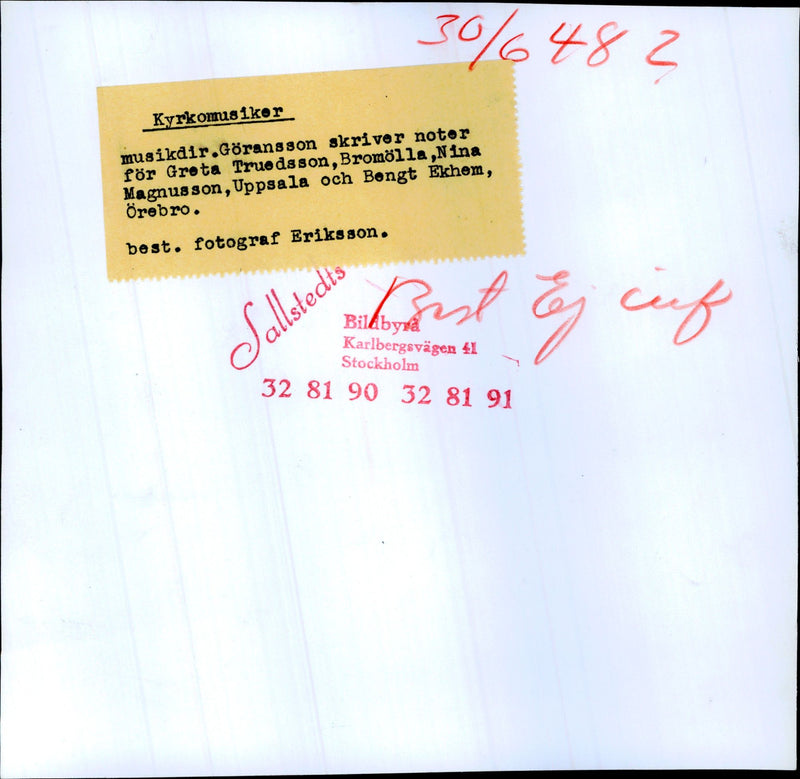 30/6 48 2
Kyrkomusiker
musikdir.Göransson skriver noter
för Greta Truedsson,Bromölla,Nina
Magnusson,Uppsala och Bengt Ekhem,
Örebro.
best. fotograf Eriksson.
Best Ej
Sallstedts
Bildbyrå
Karlbergsvägen 41
Stockholm
32 81 90 32 81 91